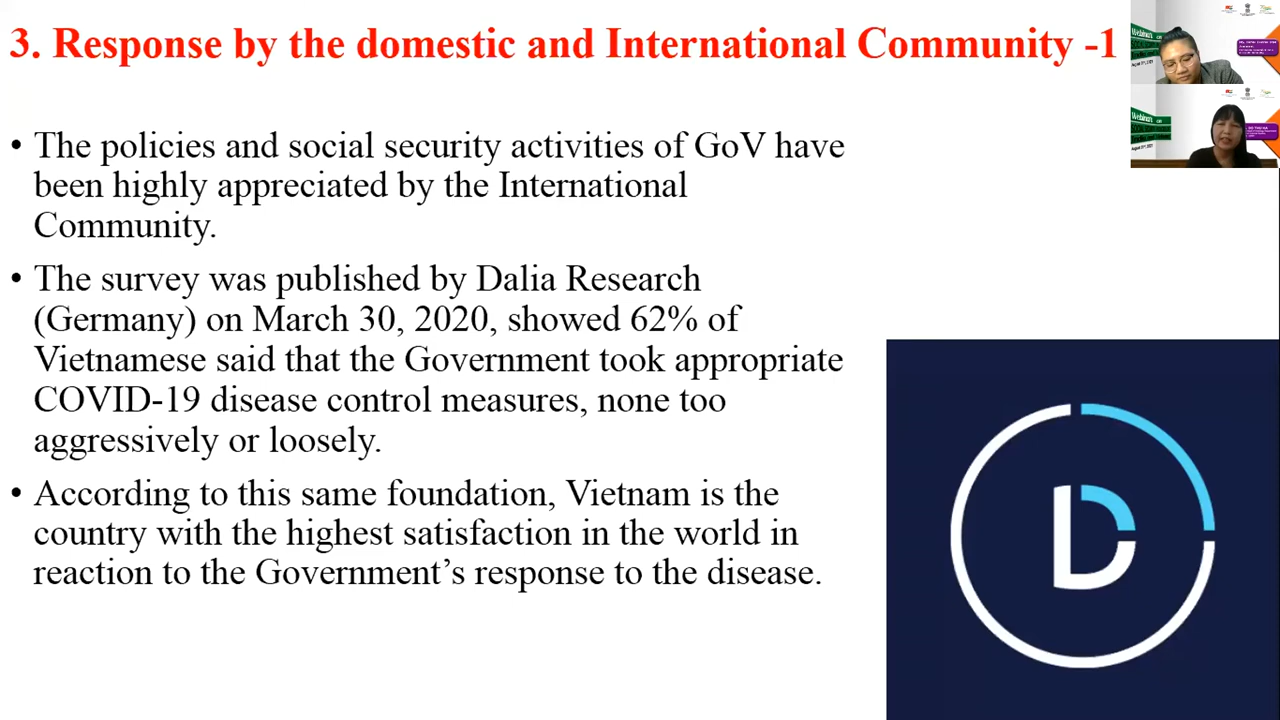 3. Response by the domestic and International Community -1
• The policies and social security activities of GoV have
been highly appreciated by the International
Community.
• The survey was published by Dalia Research
(Germany) on March 30, 2020, showed 62% of
Vietnamese said that the Government took appropriate
COVID-19 disease control measures, none too
aggressively or loosely.
• According to this same foundation, Vietnam is the
country with the highest satisfaction in the world in
reaction to the Government’s response to the disease.
Webinar
Webinar
D